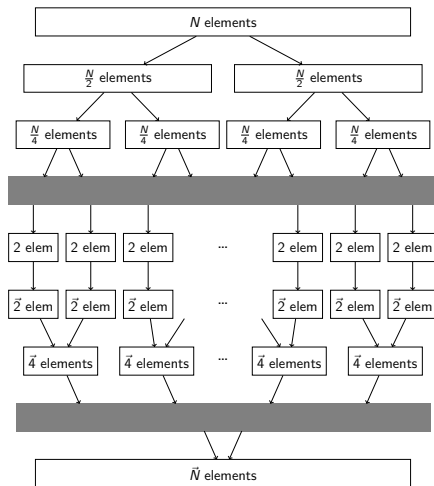 N elements
N/2 elements N/2 elements
N/4 elements N/4 elements N/4 elements N/4 elements
2 elem 2 elem 2 elem ... 2 elem 2 elem 2 elem
2⃗ elem 2⃗ elem 2⃗ elem ... 2⃗ elem 2⃗ elem 2⃗ elem
4⃗ elements 4⃗ elements ... 4⃗ elements 4⃗ elements
N⃗ elements